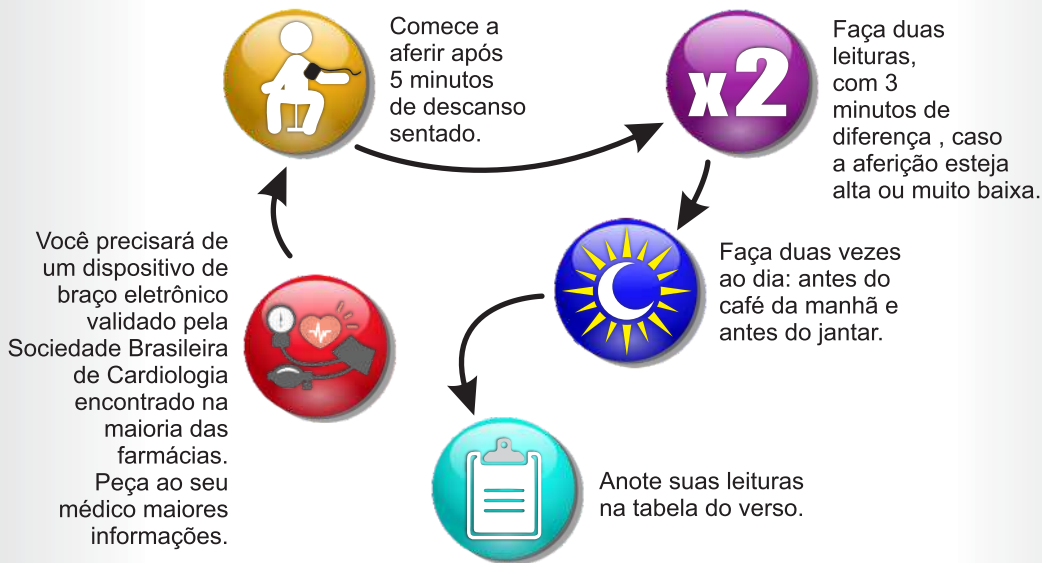 Você precisará de
um dispositivo de
braço eletrônico
validado pela
Sociedade Brasileira
de Cardiologia
encontrado na
maioria das
farmácias.
Peça ao seu
médico maiores
informações.
Comece a
aferir após
5 minutos
de descanso
sentado.
x2
Faça duas
leituras,
com 3
minutos de
diferença , caso
a aferição esteja
alta ou muito baixa.
Faça duas vezes
ao dia: antes do
café da manhã e
antes do jantar.
Anote suas leituras
na tabela do verso.